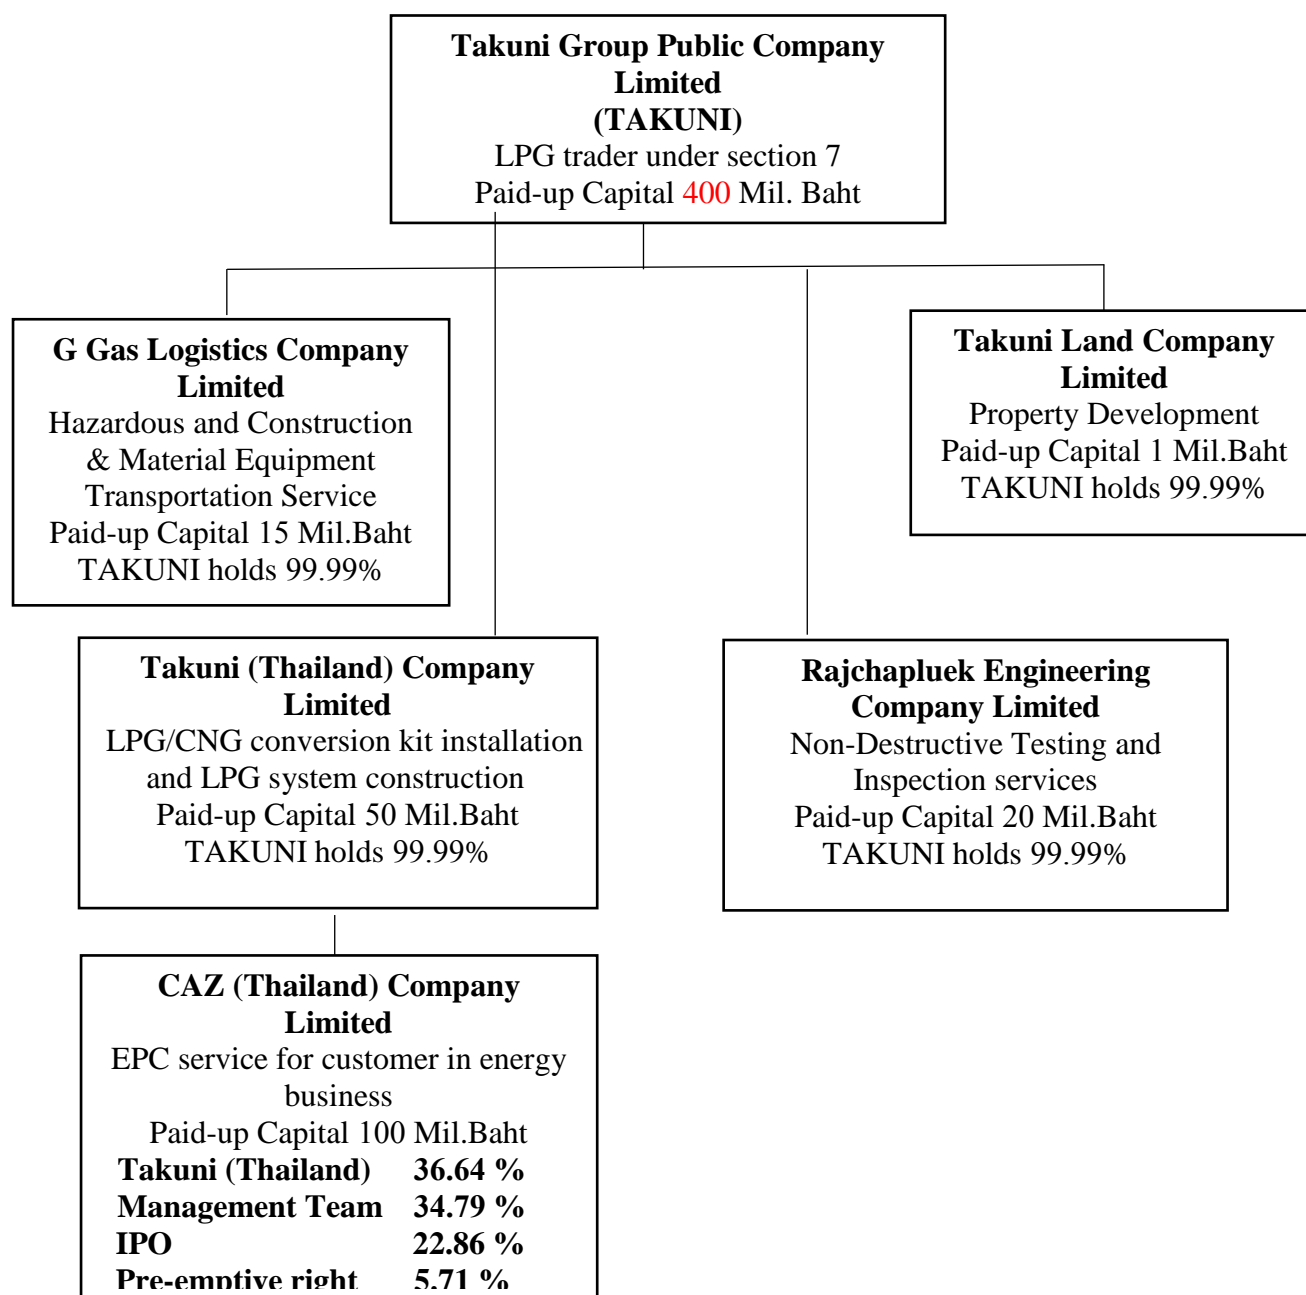 Takuni Group Public Company
Limited
(TAKUNI)
LPG trader under section 7
Paid-up Capital 400 Mil. Baht
G Gas Logistics Company
Limited
Hazardous and Construction
& Material Equipment
Transportation Service
Paid-up Capital 15 Mil.Baht
TAKUNI holds 99.99%
Takuni Land Company
Limited
Property Development
Paid-up Capital 1 Mil.Baht
TAKUNI holds 99.99%
Takuni (Thailand) Company
Limited
LPG/CNG conversion kit installation
and LPG system construction
Paid-up Capital 50 Mil.Baht
TAKUNI holds 99.99%
Rajchapluek Engineering
Company Limited
Non-Destructive Testing and
Inspection services
Paid-up Capital 20 Mil.Baht
TAKUNI holds 99.99%
CAZ (Thailand) Company
Limited
EPC service for customer in energy
business
Paid-up Capital 100 Mil.Baht
Takuni (Thailand) 36.64 %
Management Team 34.79 %
IPO 22.86 %
Pre-emptive right 5.71 %